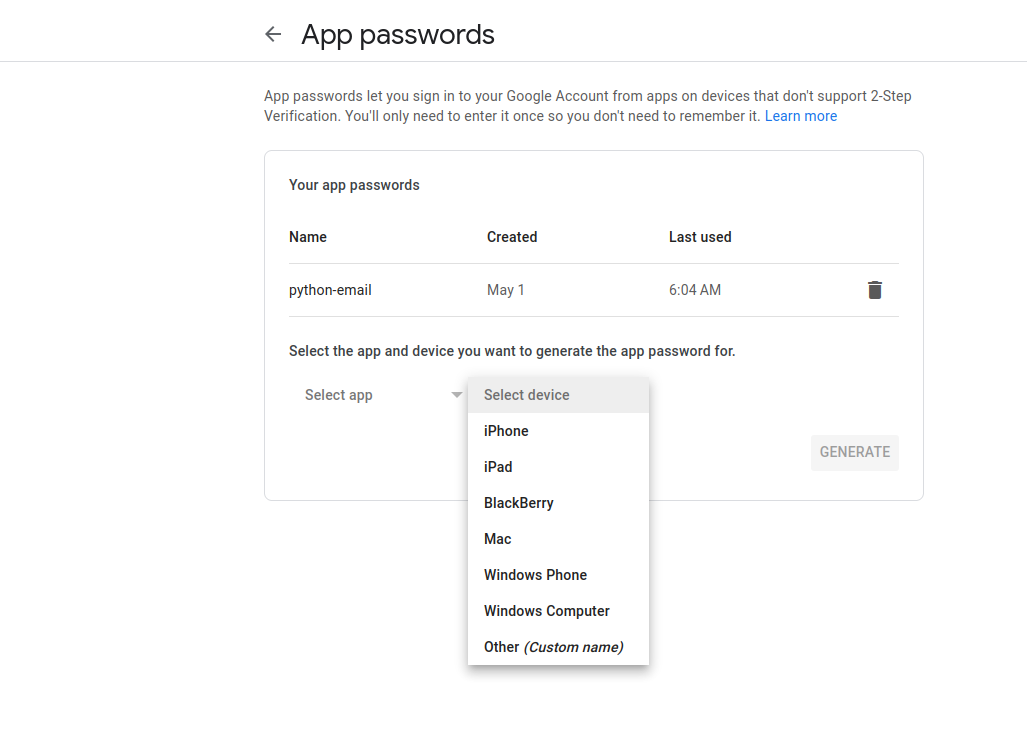 App passwords
App passwords let you sign in to your Google Account from apps on devices that don't support 2-Step
Verification. You'll only need to enter it once so you don't need to remember it. Learn more
Your app passwords
Name Created Last used
python-email May 1 6:04 AM
Select the app and device you want to generate the app password for.
Select app Select device
iPhone
GENERATE
iPad
BlackBerry
Mac
Windows Phone
Windows Computer
Other (Custom name)